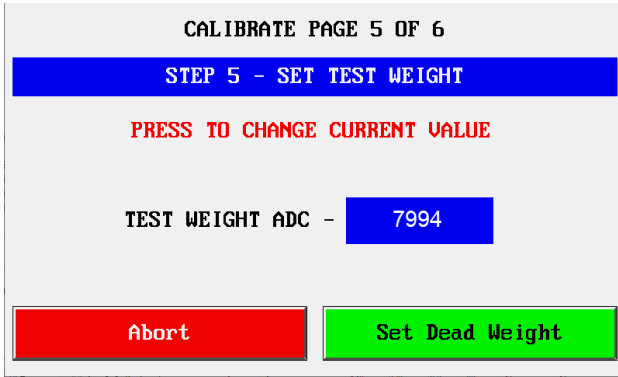 CALIBRATE PAGE 5 OF 6
STEP 5 - SET TEST WEIGHT
PRESS TO CHANGE CURRENT VALUE
TEST WEIGHT ADC - 7994
Abort Set Dead Weight